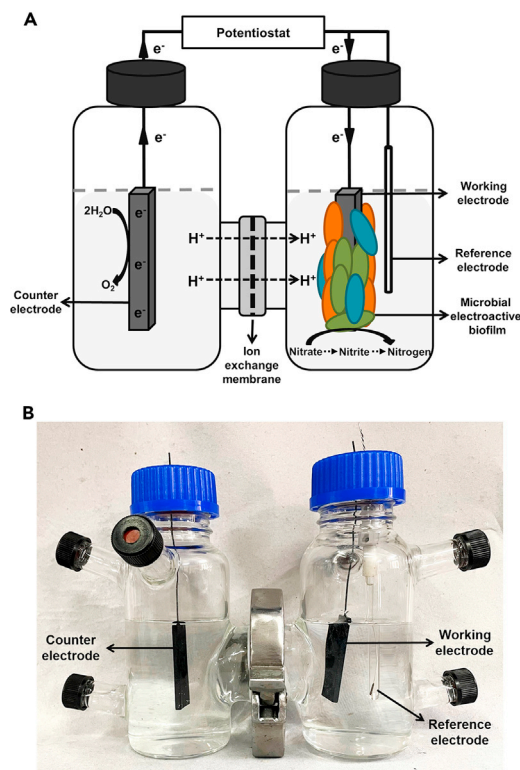 A
Potentiostat
e-
e-
e-
e-
2H₂O
e-
e-
e-
O₂
H⁺
H⁺
H⁺
H⁺
Working
electrode
Reference
electrode
Microbial
electroactive
biofilm
Counter
electrode
Ion
exchange
membrane
Nitrate
Nitrite
Nitrogen
B
Counter
electrode
Working
electrode
Reference
electrode